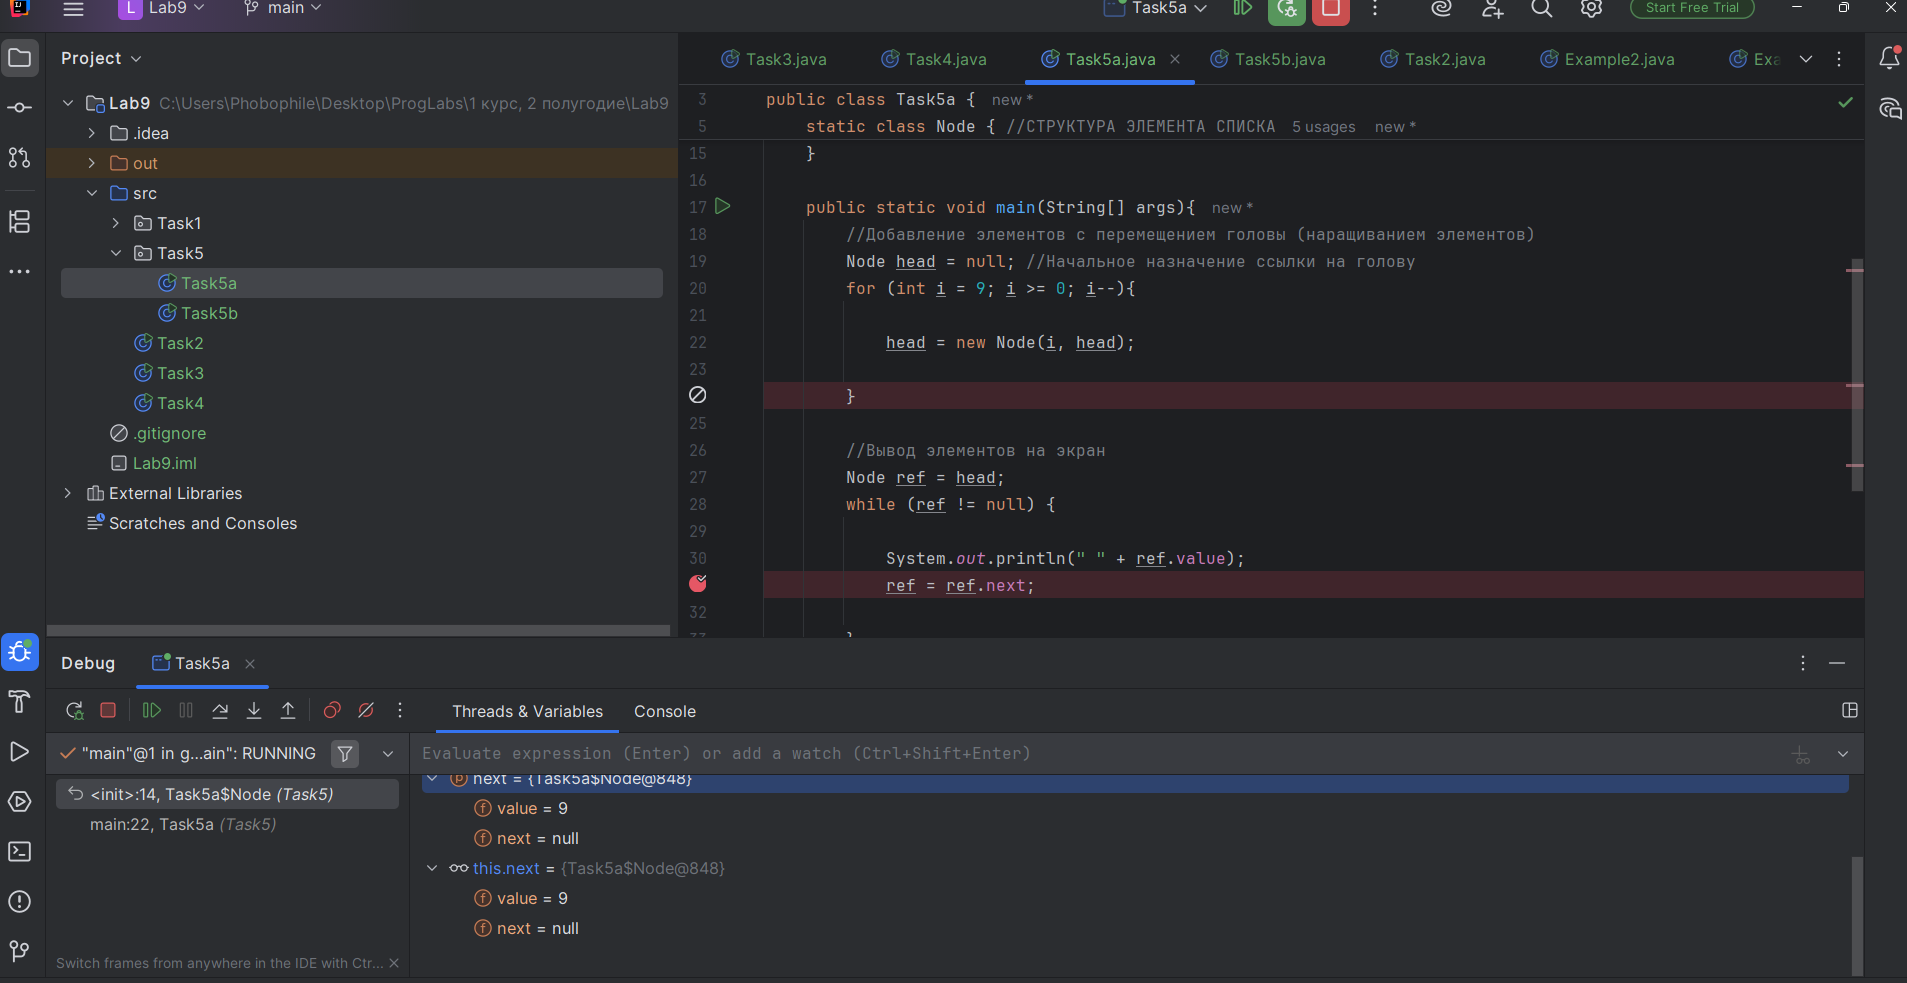 L Lab9 main Task5a Start Free Trial
Project
Lab9 C:\Users\Phobophile\Desktop\ProgLabs\1 курс, 2 полугодие\Lab9
.idea
out
src
Task1
Task5
Task5a
Task5b
Task2
Task3
Task4
.gitignore
Lab9.iml
External Libraries
Scratches and Consoles
Task3.java Task4.java Task5a.java Task5b.java Task2.java Example2.java Exa
3 public class Task5a { new *
5 static class Node { //СТРУКТУРА ЭЛЕМЕНТА СПИСКА 5 usages new *
15 }
16
17 public static void main(String[] args){ new *
18 //Добавление элементов с перемещением головы (наращиванием элементов)
19 Node head = null; //Начальное назначение ссылки на голову
20 for (int i = 9; i >= 0; i--){
21
22 head = new Node(i, head);
23
}
25
26 //Вывод элементов на экран
27 Node ref = head;
28 while (ref != null) {
29
30 System.out.println(" " + ref.value);
ref = ref.next;
32
33 }
Debug Task5a
Threads & Variables Console
"main"@1 in g...ain": RUNNING
Evaluate expression (Enter) or add a watch (Ctrl+Shift+Enter)
<init>:14, Task5a$Node (Task5)
main:22, Task5a (Task5)
next = {Task5a$Node@848}
value = 9
next = null
this.next = {Task5a$Node@848}
value = 9
next = null
Switch frames from anywhere in the IDE with Ctr...